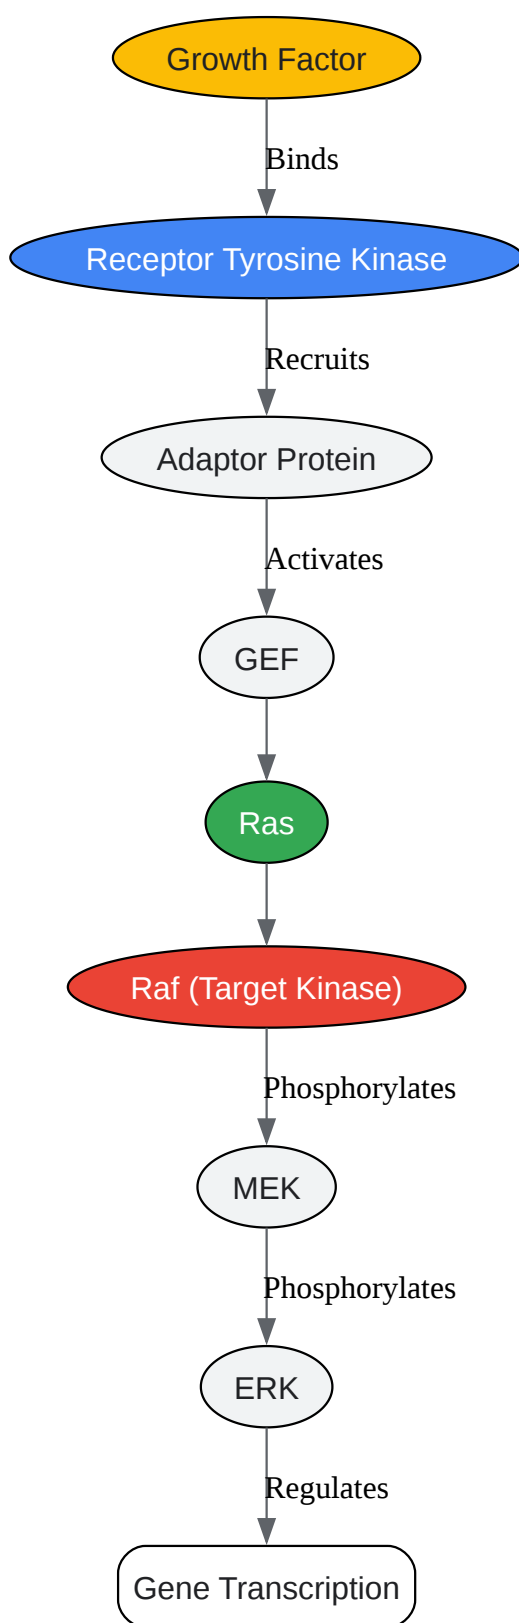 Growth Factor
Binds
Receptor Tyrosine Kinase
Recruits
Adaptor Protein
Activates
GEF
Ras
Raf (Target Kinase)
Phosphorylates
MEK
Phosphorylates
ERK
Regulates
Gene Transcription